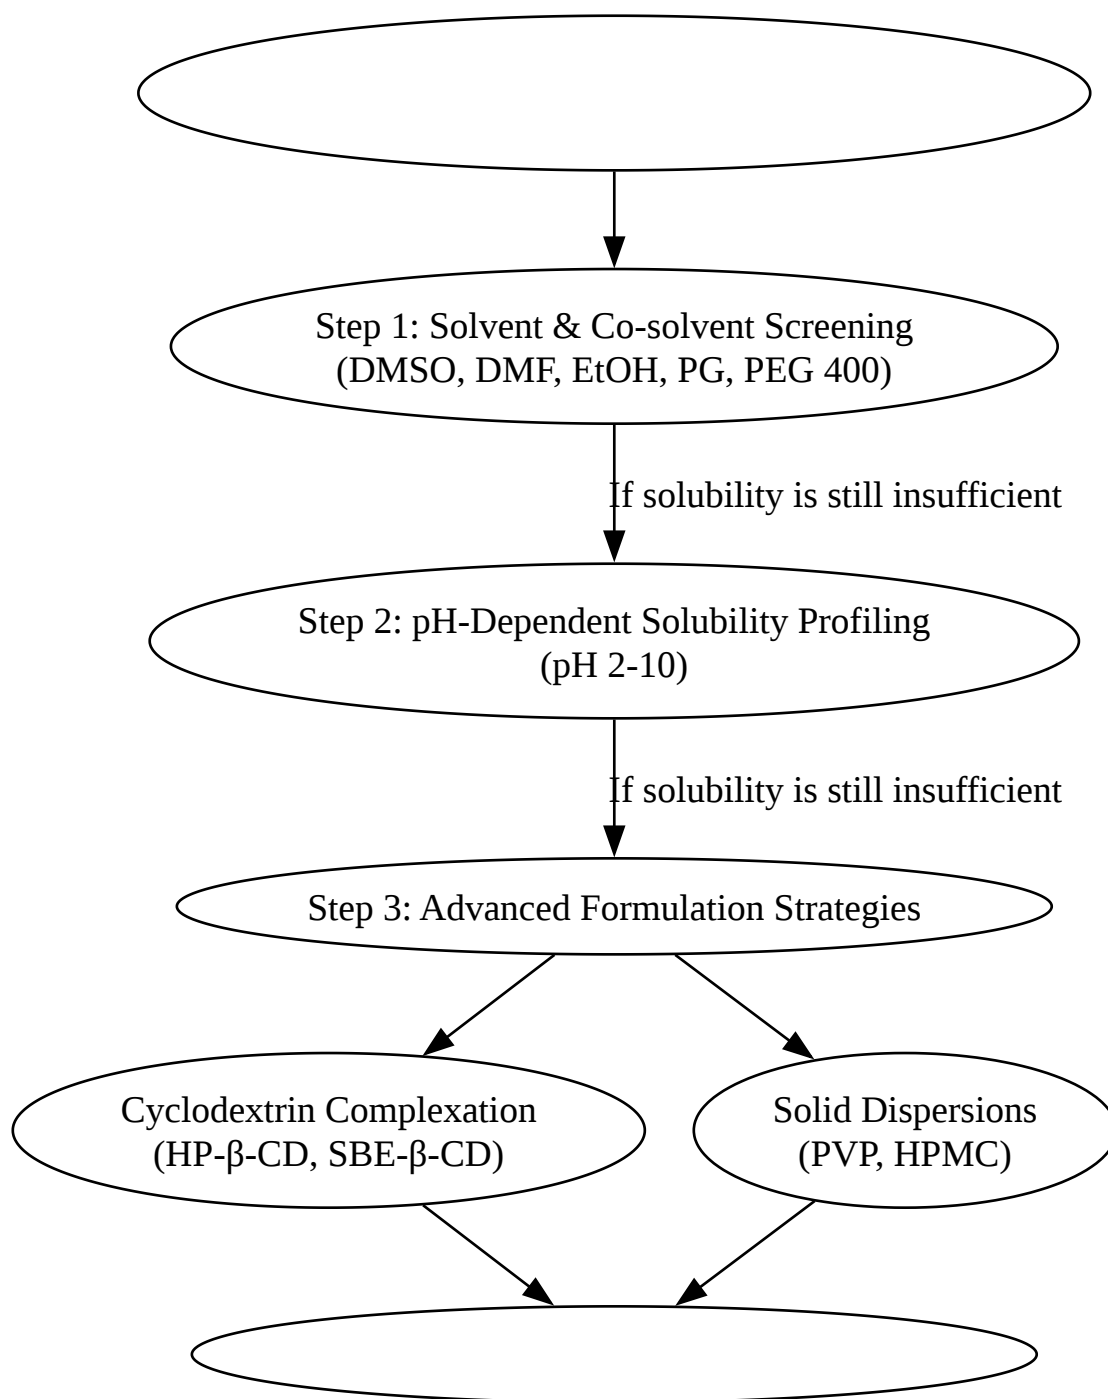 Step 1: Solvent & Co-solvent Screening
(DMSO, DMF, EtOH, PG, PEG 400)
If solubility is still insufficient
Step 2: pH-Dependent Solubility Profiling
(pH 2-10)
If solubility is still insufficient
Step 3: Advanced Formulation Strategies
Cyclodextrin Complexation
(HP-β-CD, SBE-β-CD)
Solid Dispersions
(PVP, HPMC)